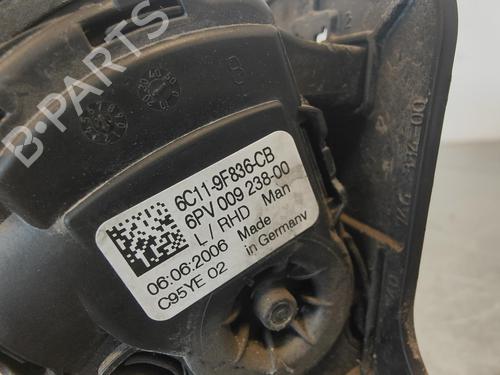 B-PARTS
6C11-9F836-CB
6PV 009 238-00
L / RHD Man
06:06:2006 Made
C95YE 02 in Germany